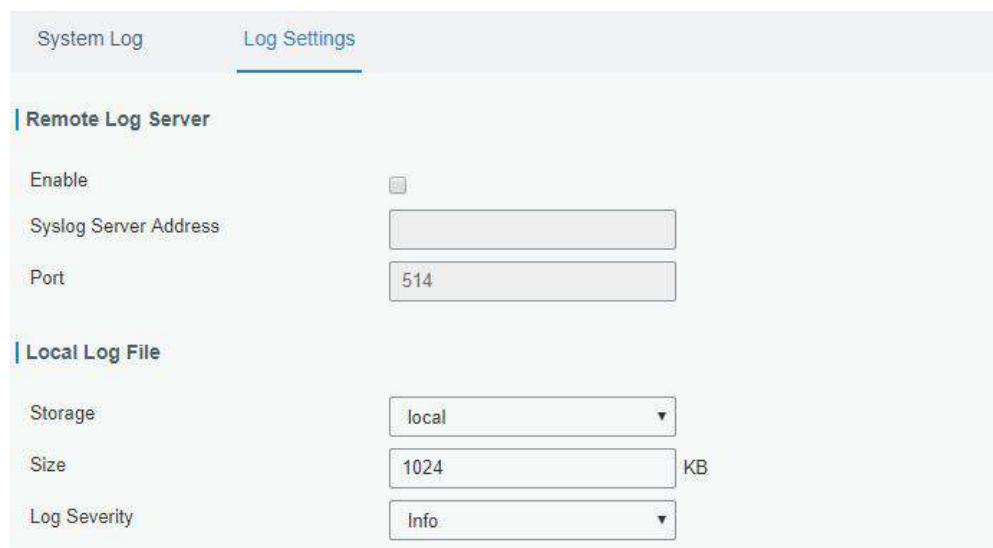 System Log Log Settings
Remote Log Server
Enable
Syslog Server Address
Port 514
Local Log File
Storage local
Size 1024 KB
Log Severity Info